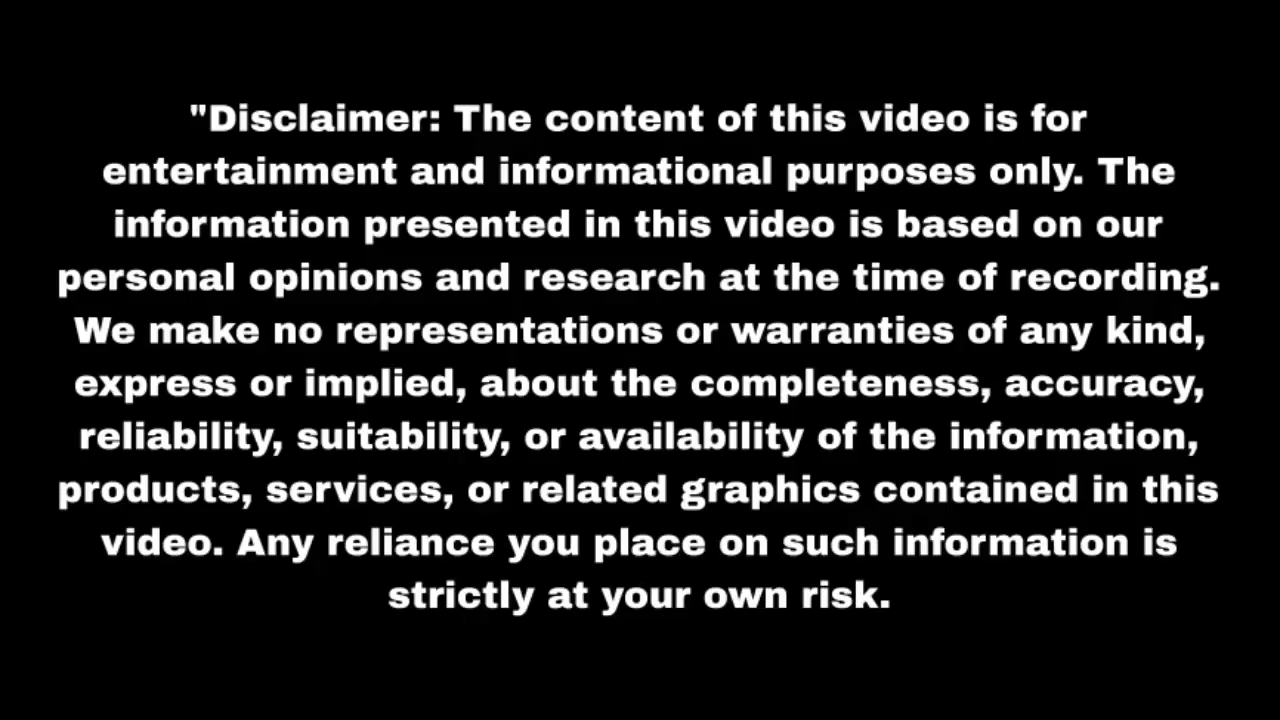 "Disclaimer: The content of this video is for
entertainment and informational purposes only. The
information presented in this video is based on our
personal opinions and research at the time of recording.
We make no representations or warranties of any kind,
express or implied, about the completeness, accuracy,
reliability, suitability, or availability of the information,
products, services, or related graphics contained in this
video. Any reliance you place on such information is
strictly at your own risk.